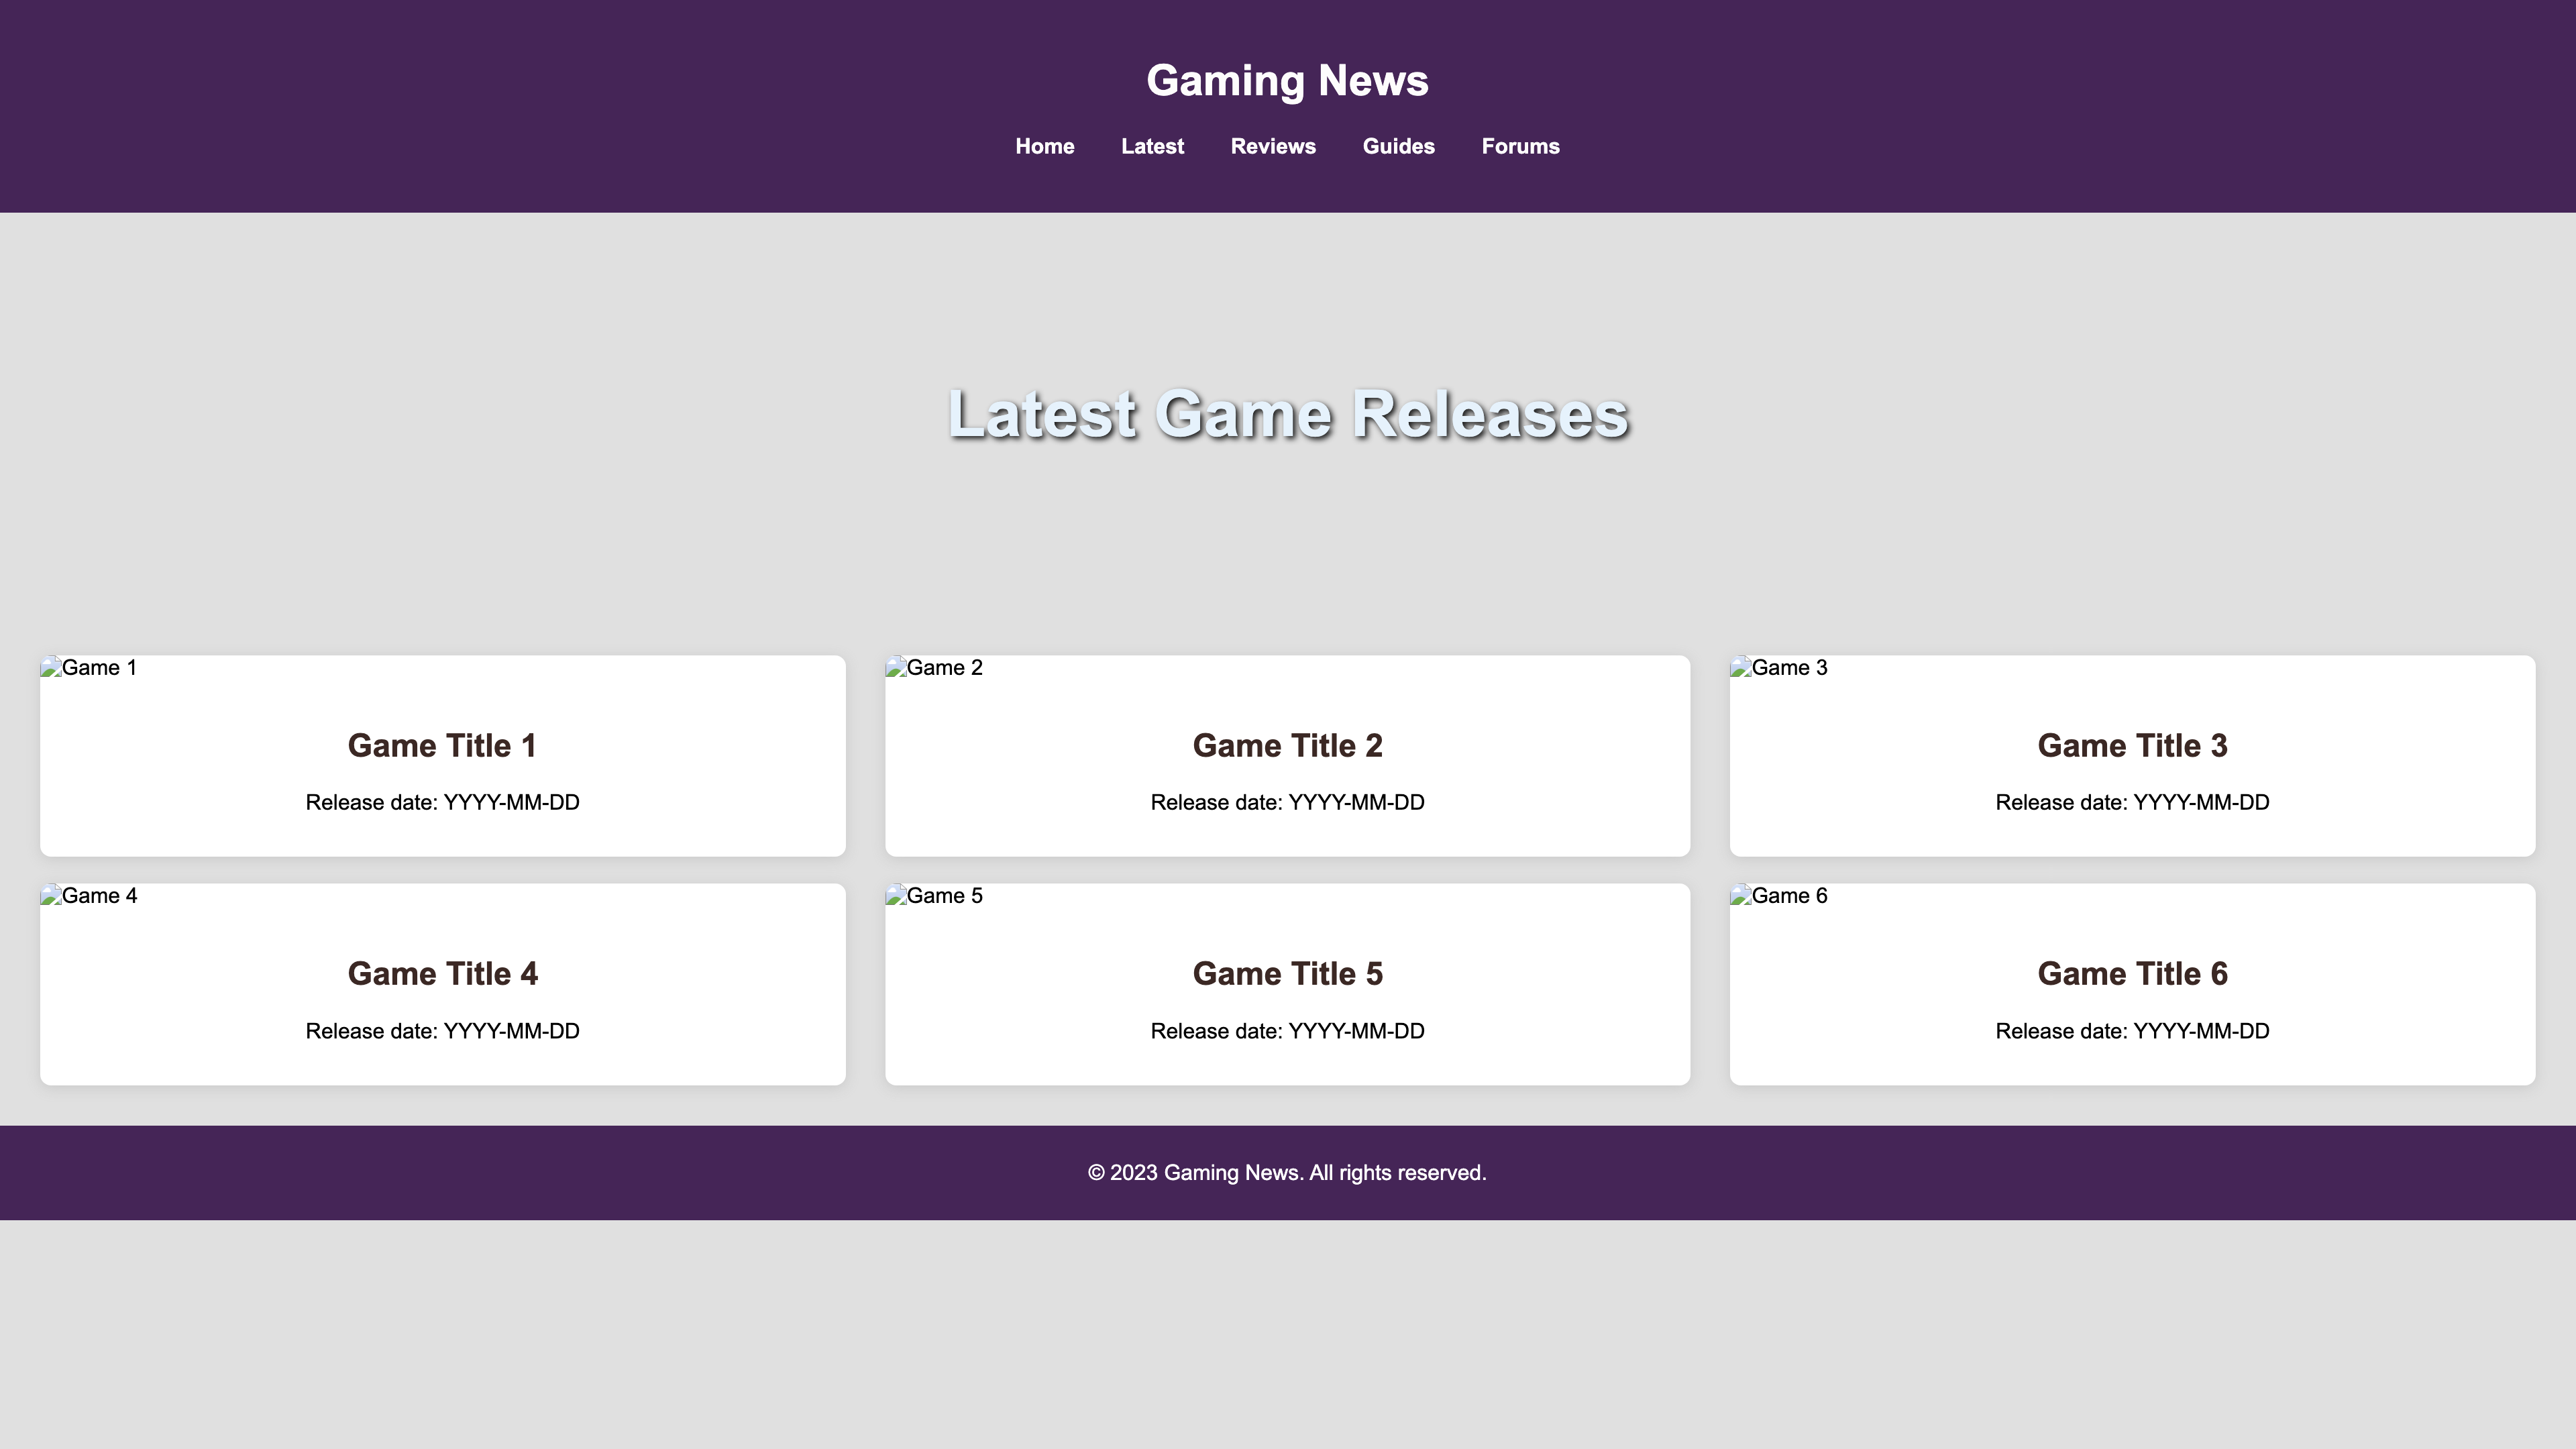 Gaming News
Home Latest Reviews Guides Forums
Latest Game Releases
Game 1
Game Title 1
Release date: YYYY-MM-DD
Game 2
Game Title 2
Release date: YYYY-MM-DD
Game 3
Game Title 3
Release date: YYYY-MM-DD
Game 4
Game Title 4
Release date: YYYY-MM-DD
Game 5
Game Title 5
Release date: YYYY-MM-DD
Game 6
Game Title 6
Release date: YYYY-MM-DD
© 2023 Gaming News. All rights reserved.